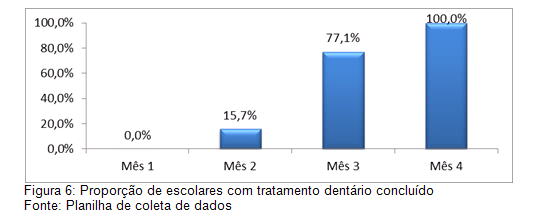 100,0%
80,0%
60,0%
40,0%
20,0%
0,0%
0,0%
15,7%
77,1%
100,0%
Mês 1
Mês 2
Mês 3
Mês 4
Figura 6: Proporção de escolares com tratamento dentário concluído
Fonte: Planilha de coleta de dados